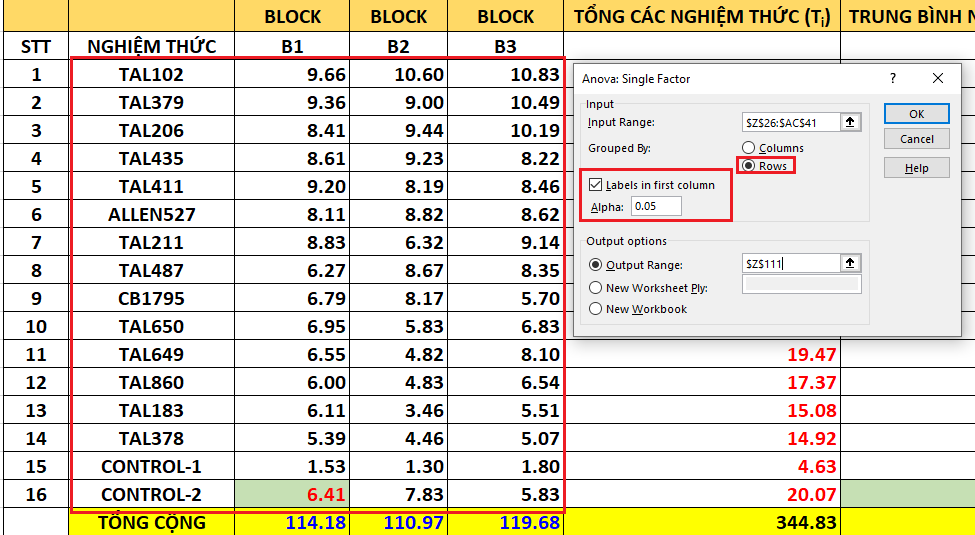 BLOCK BLOCK BLOCK TỔNG CÁC NGHIỆM THỨC (Ti) TRUNG BÌNH N
STT NGHIỆM THỨC B1 B2 B3
1 TAL102 9.66 10.60 10.83
2 TAL379 9.36 9.00 10.49
3 TAL206 8.41 9.44 10.19
4 TAL435 8.61 9.23 8.22
5 TAL411 9.20 8.19 8.46
6 ALLEN527 8.11 8.82 8.62
7 TAL211 8.83 6.32 9.14
8 TAL487 6.27 8.67 8.35
9 CB1795 6.79 8.17 5.70
10 TAL650 6.95 5.83 6.83
11 TAL649 6.55 4.82 8.10 19.47
12 TAL860 6.00 4.83 6.54 17.37
13 TAL183 6.11 3.46 5.51 15.08
14 TAL378 5.39 4.46 5.07 14.92
15 CONTROL-1 1.53 1.30 1.80 4.63
16 CONTROL-2 6.41 7.83 5.83 20.07
TỔNG CỘNG 114.18 110.97 119.68 344.83
Anova: Single Factor ?
Input
Input Range: $Z$26:$AC$41
Grouped By: Columns
Rows
Labels in first column
Alpha: 0.05
Output options
Output Range: $Z$111
New Worksheet Ply:
New Workbook
OK
Cancel
Help